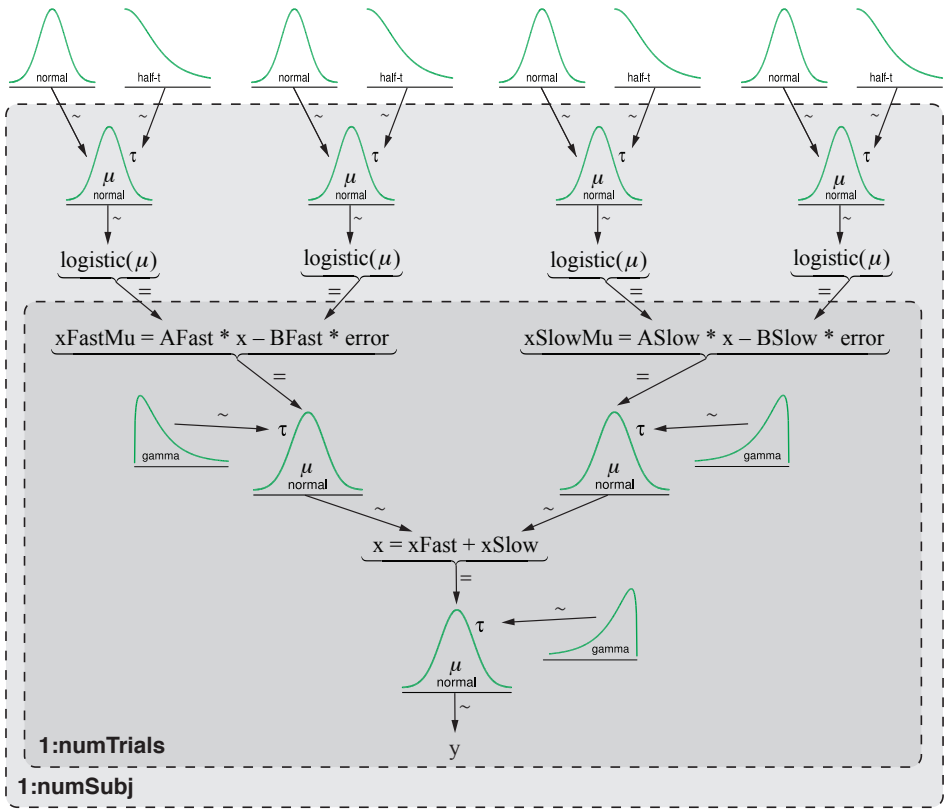 normal half-t normal half-t normal half-t normal half-t
~ ~ ~ ~ ~ ~ ~ ~
τ τ τ τ
μ μ μ μ
normal normal normal normal
~ ~ ~ ~
logistic(μ) logistic(μ) logistic(μ) logistic(μ)
= = = =
xFastMu = AFast * x – BFast * error xSlowMu = ASlow * x – BSlow * error
= =
~ ~
τ τ
gamma gamma
μ μ
normal normal
~ ~
x = xFast + xSlow
=
~
τ
gamma
μ
normal
~
y
1:numTrials
1:numSubj